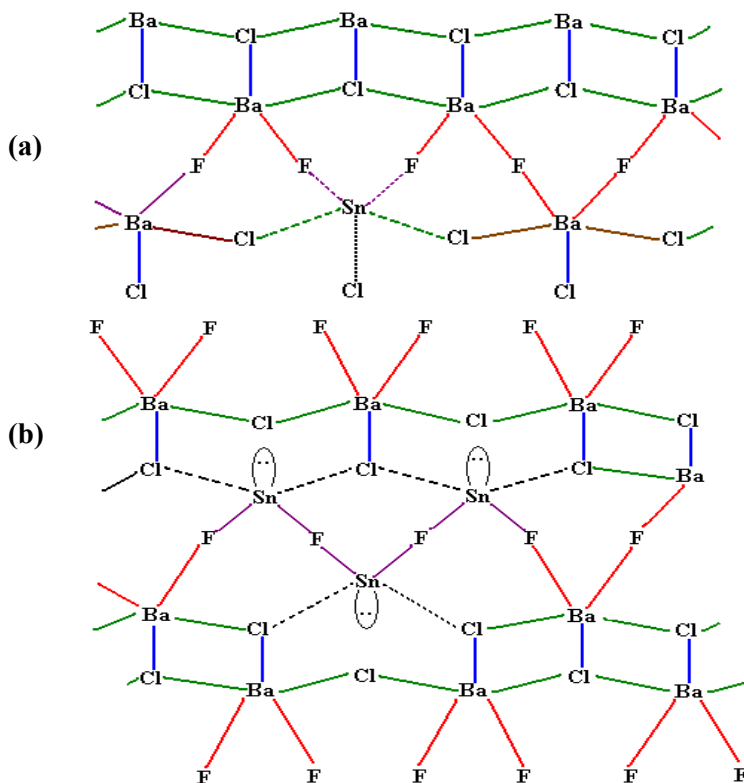 Ba Cl Ba Cl Ba Cl
Cl Ba Cl Ba Cl Ba
(a)
F F F F F
Sn
Ba Cl Cl Ba Cl
Cl Cl Cl
F F F F F F
Ba Ba Ba
Cl Cl Cl
(b)
Cl Cl Cl Ba
.. ..
Sn Sn
F F F F F
Sn
..
Ba Cl Cl Ba Cl
Cl Ba Cl Ba Cl Ba
F F F F F F